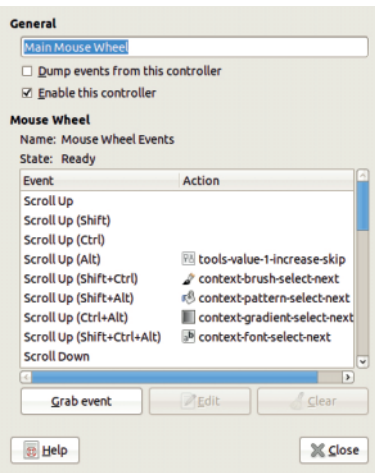 General
Main Mouse Wheel
Dump events from this controller
Enable this controller
Mouse Wheel
Name: Mouse Wheel Events
State: Ready
Event Action
Scroll Up
Scroll Up (Shift)
Scroll Up (Ctrl)
Scroll Up (Alt) tools-value-1-increase-skip
Scroll Up (Shift+Ctrl) context-brush-select-next
Scroll Up (Shift+Alt) context-pattern-select-next
Scroll Up (Ctrl+Alt) context-gradient-select-next
Scroll Up (Shift+Ctrl+Alt) context-font-select-next
Scroll Down
Grab event Edit Clear
Help Close